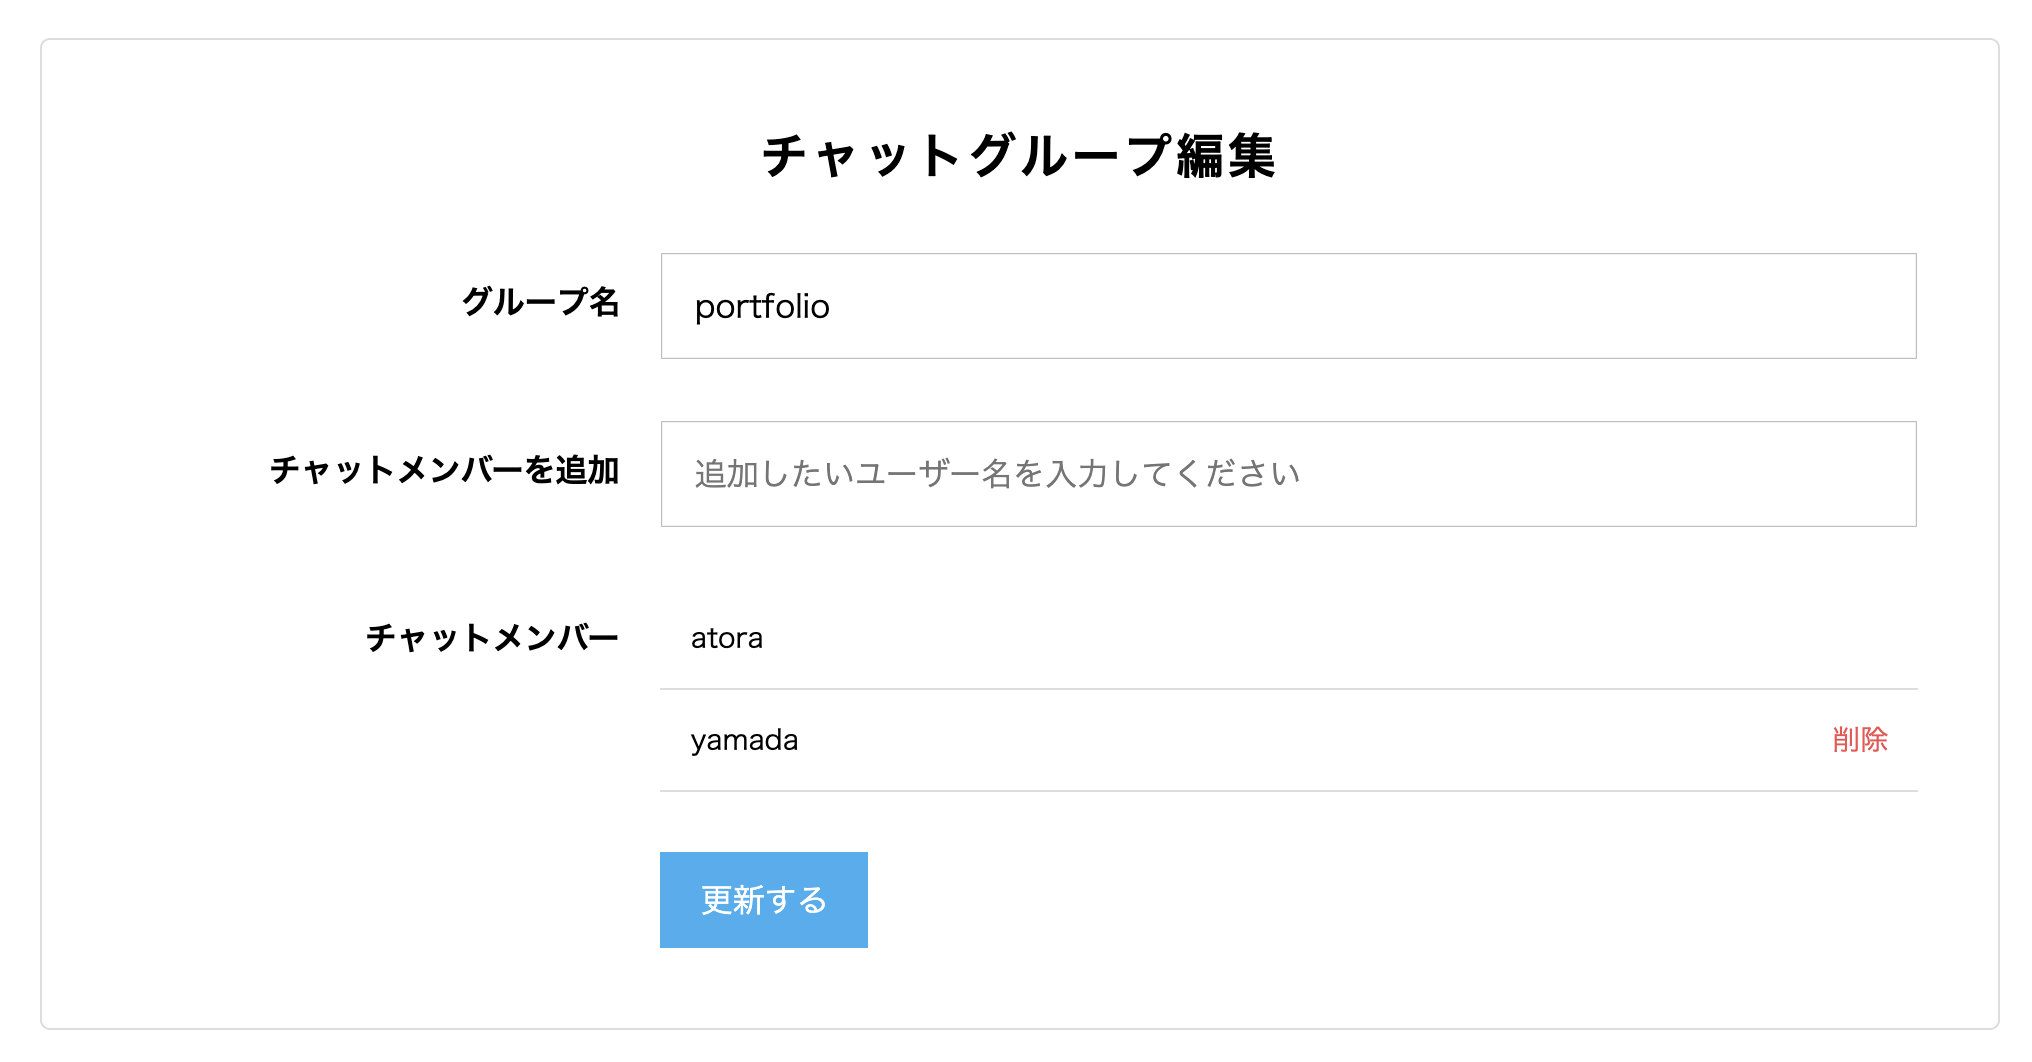 チャットグループ編集
グループ名
portfolio
チャットメンバーを追加
追加したいユーザー名を入力してください
チャットメンバー
atora
yamada
削除
更新する